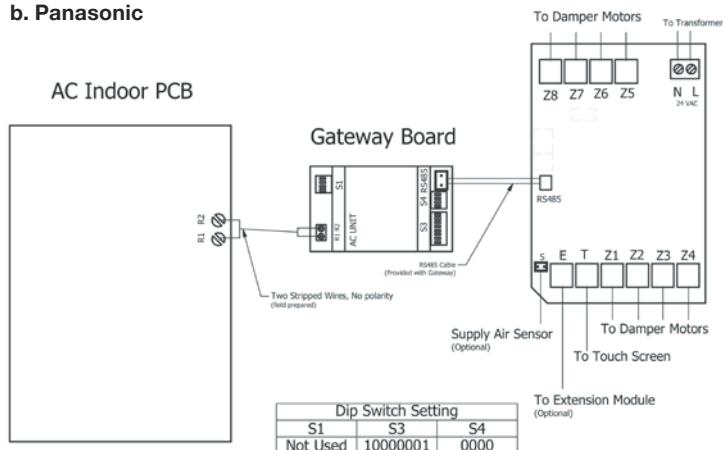 b. Panasonic
To Damper Motors
To Transformer
Z8 Z7 Z6 Z5
N L
24 VAC
AC Indoor PCB
Gateway Board
S1
RS485
S4
S3
R1 R2
AC UNIT
R2
R1
RS485
RS485 Cable
(Provided with Gateway)
Two Stripped Wires, No polarity
(field prepared)
S E T Z1 Z2 Z3 Z4
Supply Air Sensor
(Optional)
To Damper Motors
To Touch Screen
To Extension Module
(Optional)
Dip Switch Setting
S1 S3 S4
Not Used 10000001 0000